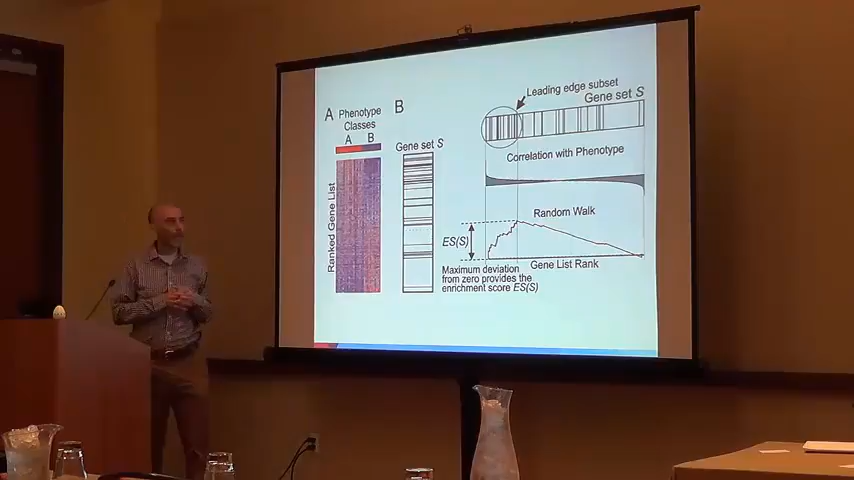 A
Phenotype
Classes
A B
Ranked Gene List
B
Gene set S
Leading edge subset
Gene set S
Correlation with Phenotype
Random Walk
ES(S)
Gene List Rank
Maximum deviation
from zero provides the
enrichment score ES(S)